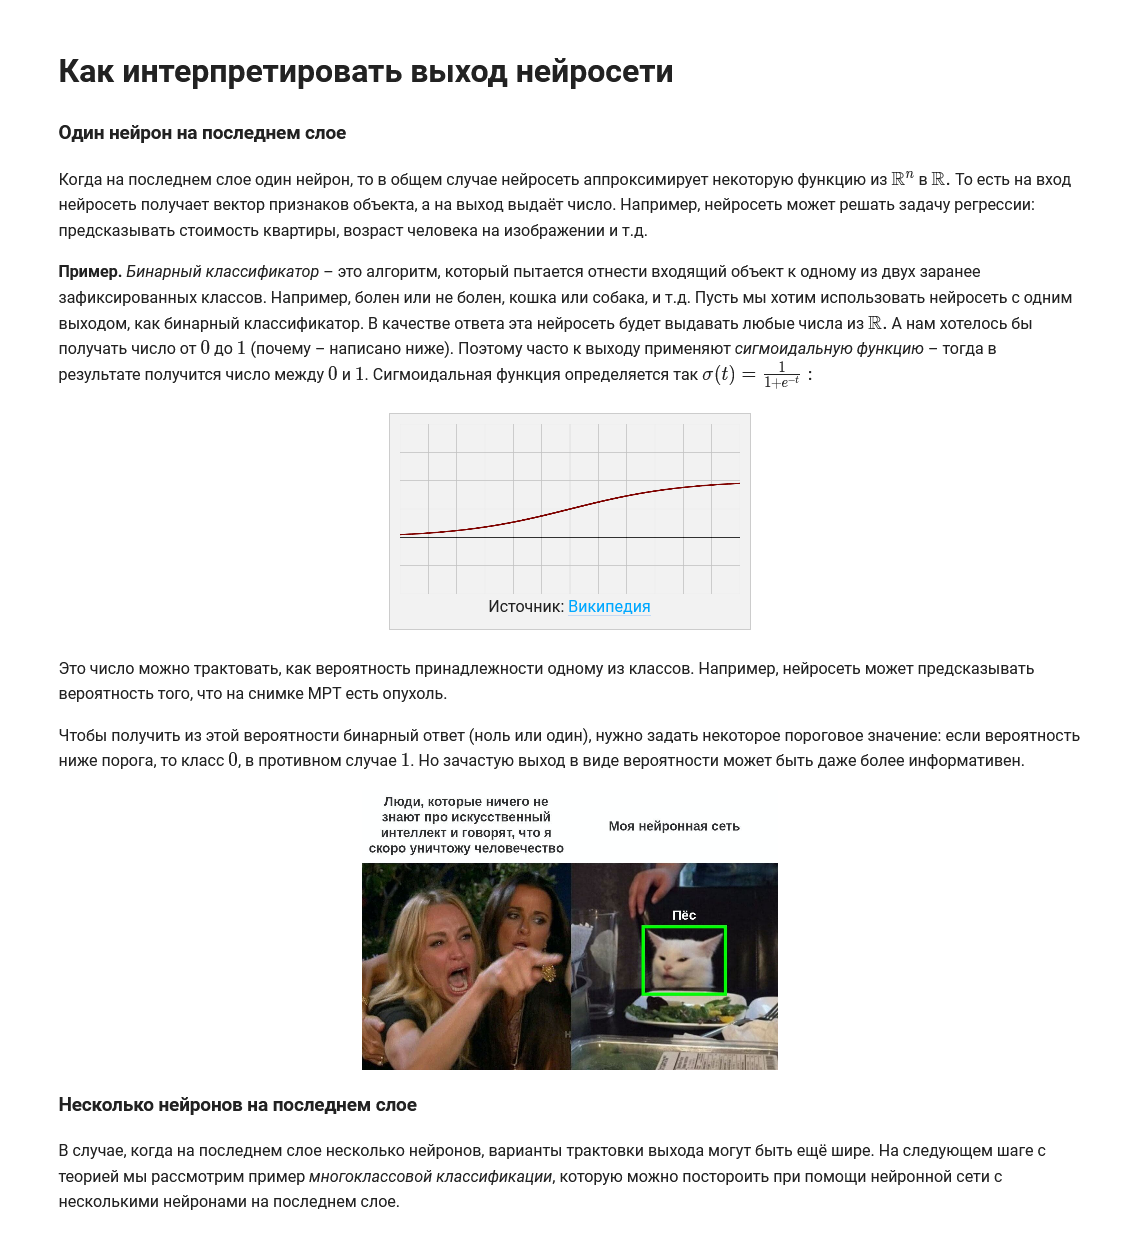 Как интерпретировать выход нейросети
Один нейрон на последнем слое
Когда на последнем слое один нейрон, то в общем случае нейросеть аппроксимирует некоторую функцию из ℝⁿ в ℝ. То есть на вход
нейросеть получает вектор признаков объекта, а на выход выдаёт число. Например, нейросеть может решать задачу регрессии:
предсказывать стоимость квартиры, возраст человека на изображении и т.д.
Пример. Бинарный классификатор – это алгоритм, который пытается отнести входящий объект к одному из двух заранее
зафиксированных классов. Например, болен или не болен, кошка или собака, и т.д. Пусть мы хотим использовать нейросеть с одним
выходом, как бинарный классификатор. В качестве ответа эта нейросеть будет выдавать любые числа из ℝ. А нам хотелось бы
получать число от 0 до 1 (почему – написано ниже). Поэтому часто к выходу применяют сигмоидальную функцию – тогда в
результате получится число между 0 и 1. Сигмоидальная функция определяется так σ(t) = 1/(1+e^{-t}) :
Источник: Википедия
Это число можно трактовать, как вероятность принадлежности одному из классов. Например, нейросеть может предсказывать
вероятность того, что на снимке МРТ есть опухоль.
Чтобы получить из этой вероятности бинарный ответ (ноль или один), нужно задать некоторое пороговое значение: если вероятность
ниже порога, то класс 0, в противном случае 1. Но зачастую выход в виде вероятности может быть даже более информативен.
Люди, которые ничего не
знают про искусственный
интеллект и говорят, что я
скоро уничтожу человечество
Моя нейронная сеть
Пёс
Несколько нейронов на последнем слое
В случае, когда на последнем слое несколько нейронов, варианты трактовки выхода могут быть ещё шире. На следующем шаге с
теорией мы рассмотрим пример многоклассовой классификации, которую можно постороить при помощи нейронной сети с
несколькими нейронами на последнем слое.